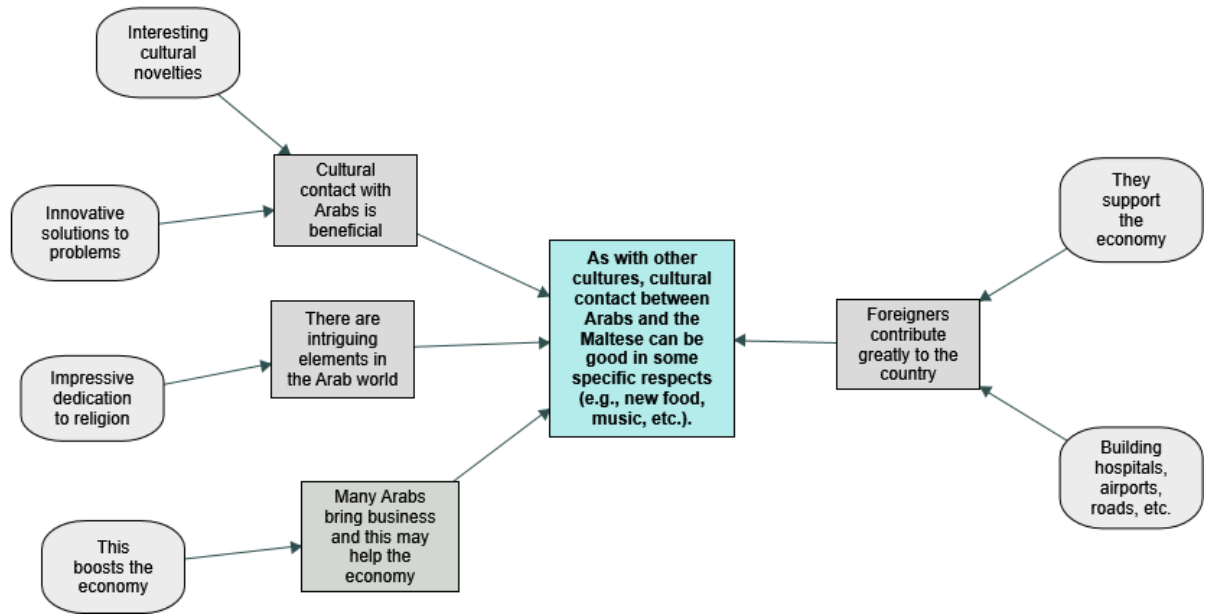 Interesting
cultural
novelties
Cultural
contact with
Arabs is
beneficial
Innovative
solutions to
problems
There are
intriguing
elements in
the Arab world
Impressive
dedication
to religion
Many Arabs
bring business
and this may
help the
economy
This
boosts the
economy
As with other
cultures, cultural
contact between
Arabs and the
Maltese can be
good in some
specific respects
(e.g., new food,
music, etc.).
They
support
the
economy
Foreigners
contribute
greatly to the
country
Building
hospitals,
airports,
roads, etc.